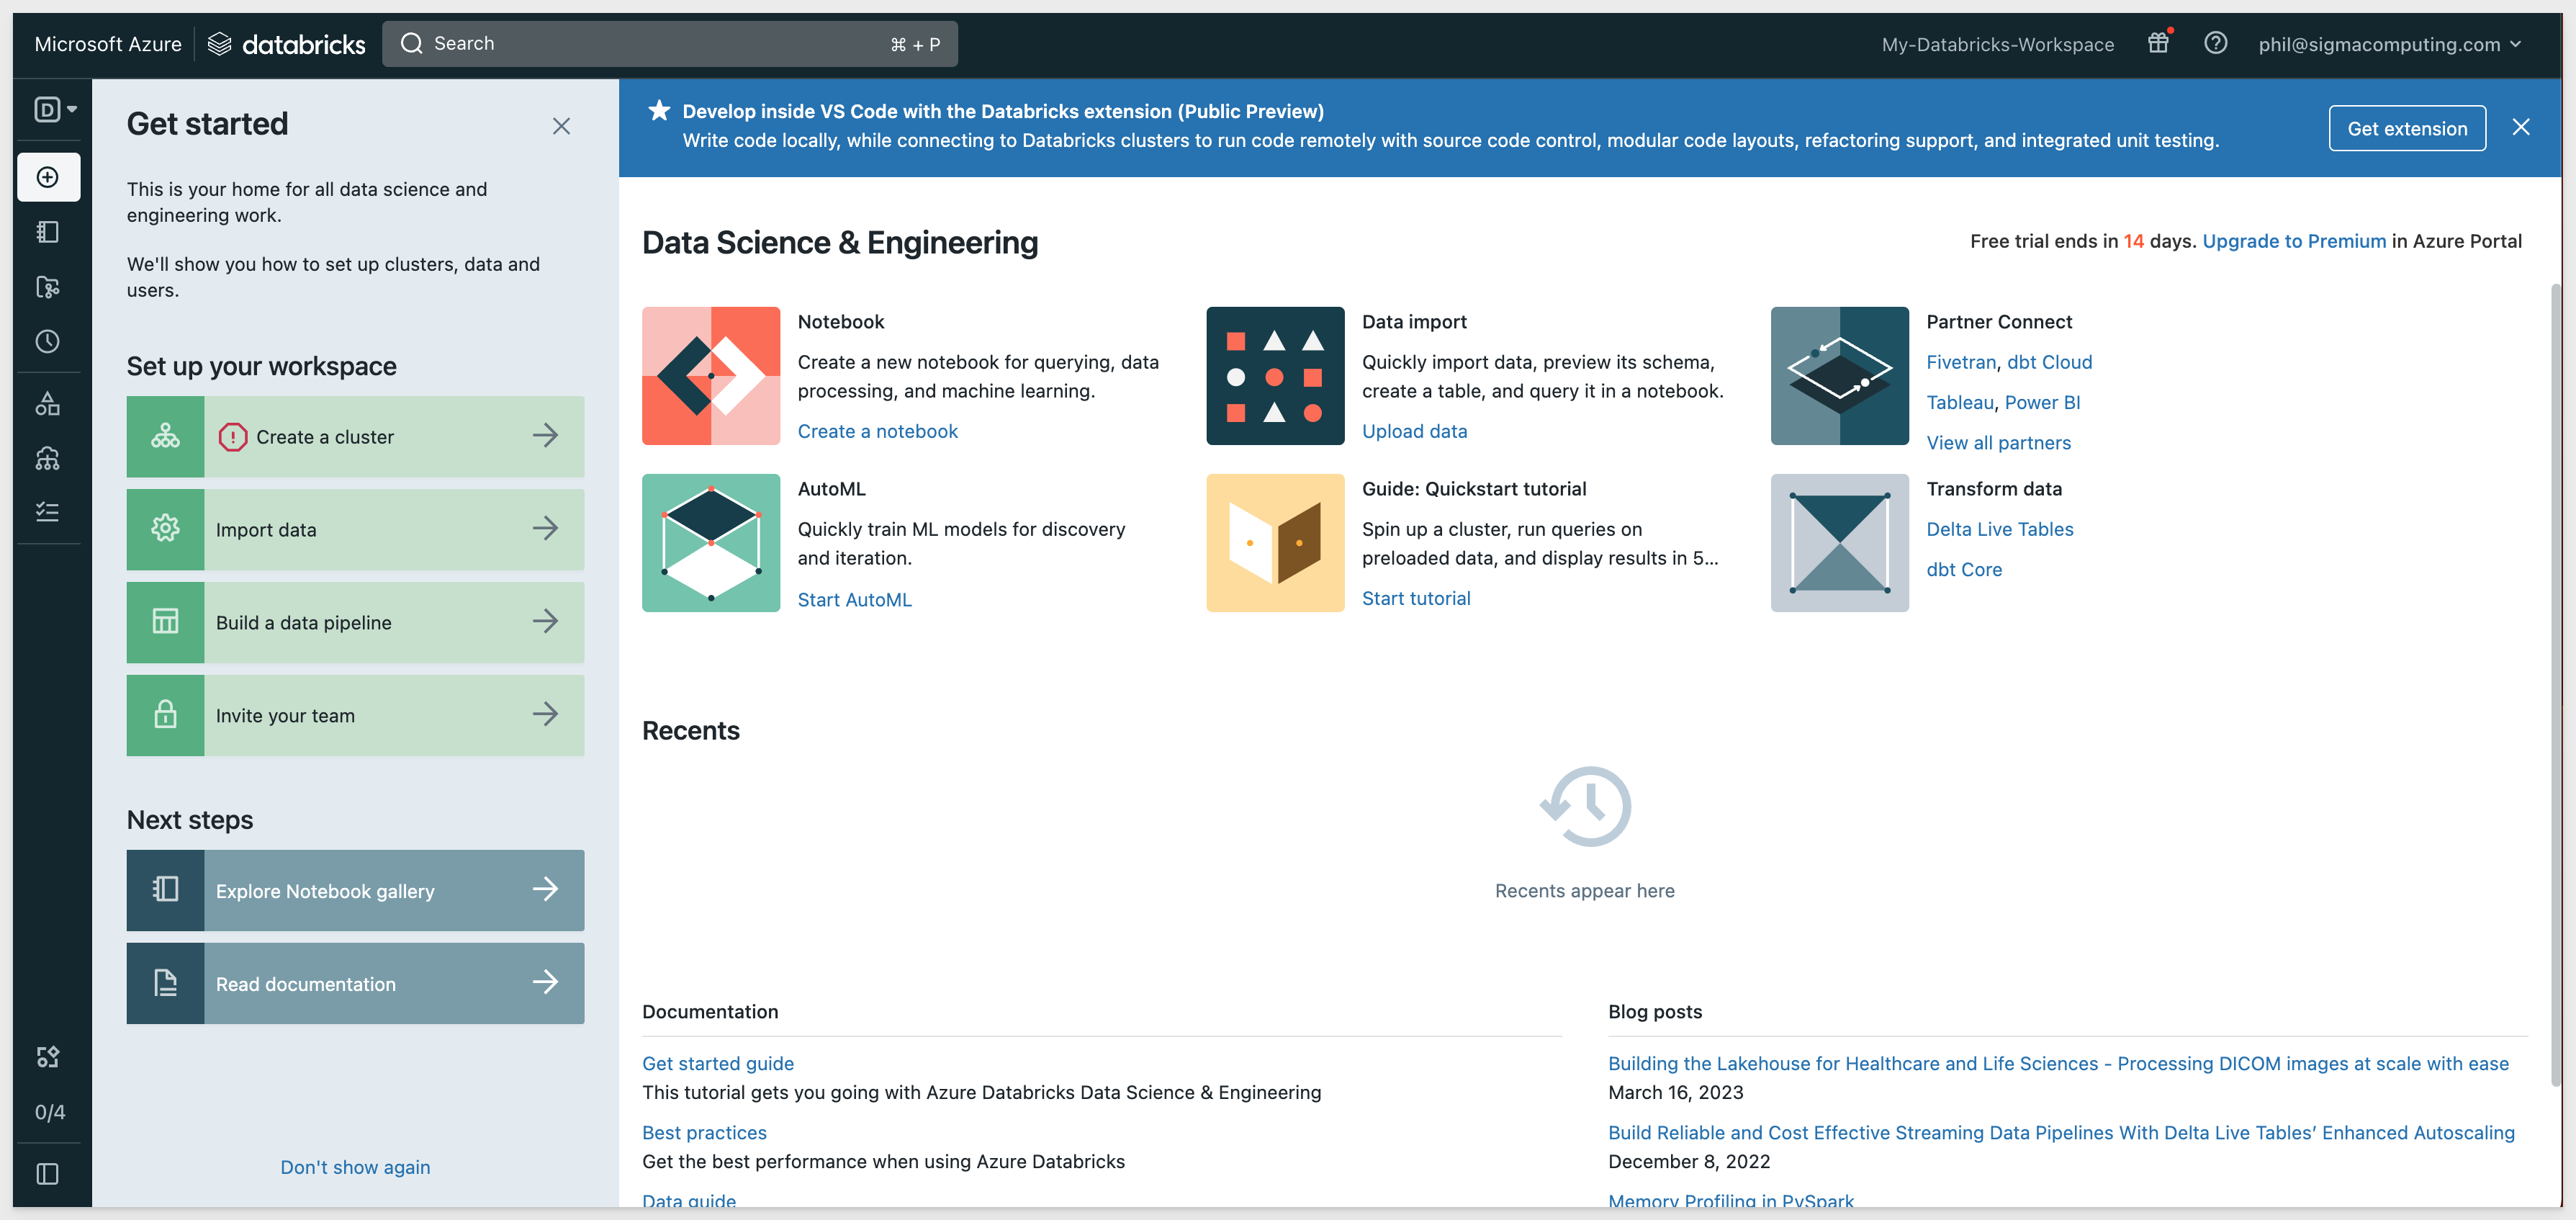 Microsoft Azure
databricks
Search
⌘ + P
My-Databricks-Workspace
phil@sigmacomputing.com
D
Get started
This is your home for all data science and
engineering work.
We'll show you how to set up clusters, data and
users.
Set up your workspace
Create a cluster
Import data
Build a data pipeline
Invite your team
Next steps
Explore Notebook gallery
Read documentation
0/4
Don't show again
Develop inside VS Code with the Databricks extension (Public Preview)
Write code locally, while connecting to Databricks clusters to run code remotely with source code control, modular code layouts, refactoring support, and integrated unit testing.
Get extension
Data Science & Engineering
Free trial ends in 14 days. Upgrade to Premium in Azure Portal
Notebook
Create a new notebook for querying, data
processing, and machine learning.
Create a notebook
Data import
Quickly import data, preview its schema,
create a table, and query it in a notebook.
Upload data
Partner Connect
Fivetran, dbt Cloud
Tableau, Power BI
View all partners
AutoML
Quickly train ML models for discovery
and iteration.
Start AutoML
Guide: Quickstart tutorial
Spin up a cluster, run queries on
preloaded data, and display results in 5...
Start tutorial
Transform data
Delta Live Tables
dbt Core
Recents
Recents appear here
Documentation
Get started guide
This tutorial gets you going with Azure Databricks Data Science & Engineering
Best practices
Get the best performance when using Azure Databricks
Data guide
Blog posts
Building the Lakehouse for Healthcare and Life Sciences - Processing DICOM images at scale with ease
March 16, 2023
Build Reliable and Cost Effective Streaming Data Pipelines With Delta Live Tables’ Enhanced Autoscaling
December 8, 2022
Memory Profiling in PySpark